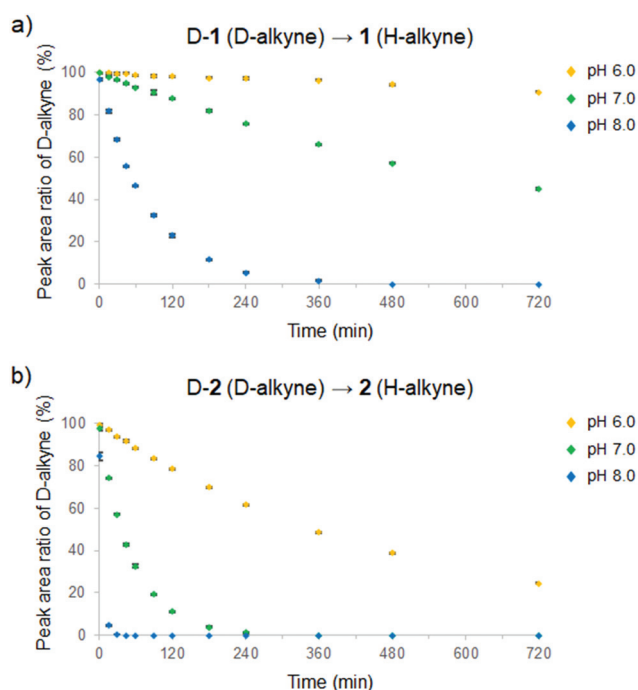 a)
D-1 (D-alkyne) → 1 (H-alkyne)
Peak area ratio of D-alkyne (%)
100
80
60
40
20
0
0 120 240 360 480 600 720
Time (min)
pH 6.0
pH 7.0
pH 8.0
b)
D-2 (D-alkyne) → 2 (H-alkyne)
Peak area ratio of D-alkyne (%)
100
80
60
40
20
0
0 120 240 360 480 600 720
Time (min)
pH 6.0
pH 7.0
pH 8.0